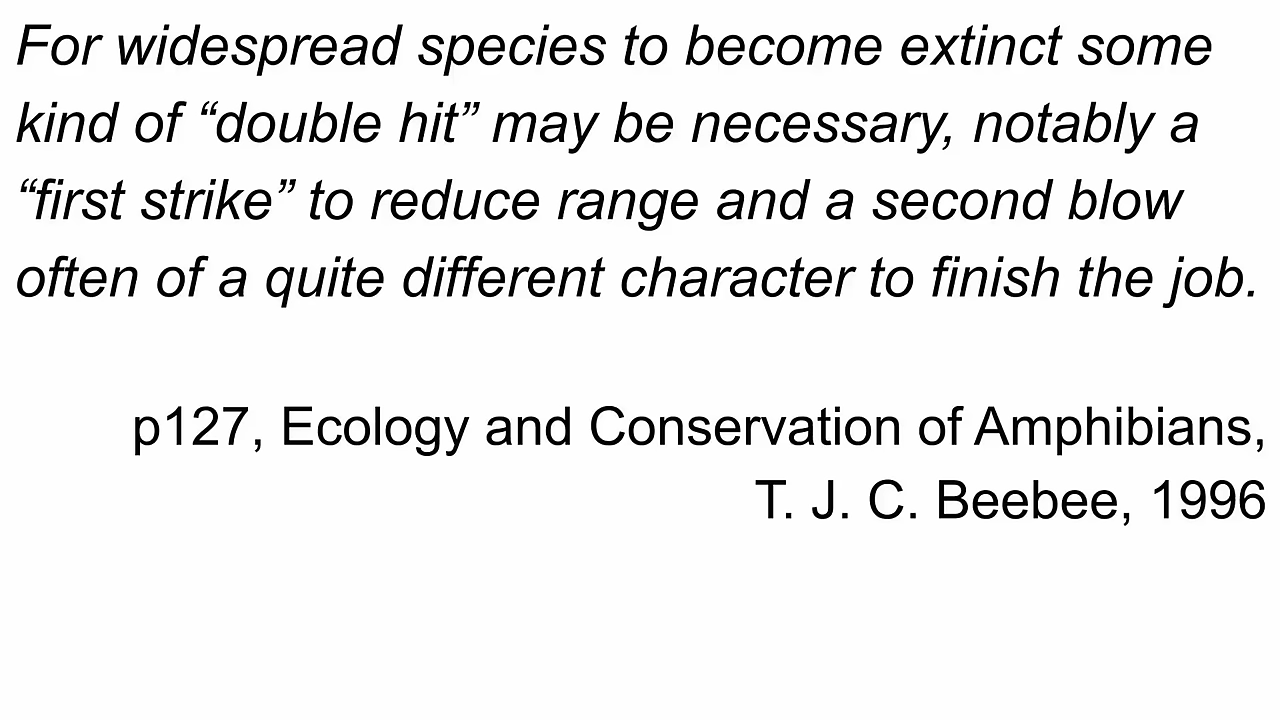 For widespread species to become extinct some
kind of “double hit” may be necessary, notably a
“first strike” to reduce range and a second blow
often of a quite different character to finish the job.
p127, Ecology and Conservation of Amphibians,
T. J. C. Beebee, 1996